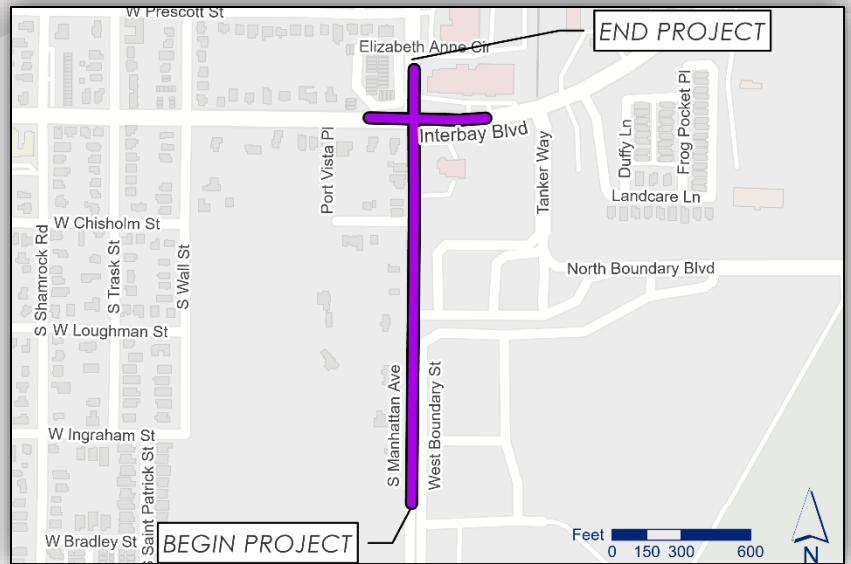 W Prescott St
END PROJECT
Elizabeth Anne Cir
Interbay Blvd
Port Vista Pl
Tanker Way
Duffy Ln
Frog Pocket Pl
Landcare Ln
W Chisholm St
S Shamrock Rd
S Trask St
S Wall St
North Boundary Blvd
W Loughman St
S Manhattan Ave
West Boundary St
W Ingraham St
S Saint Patrick St
W Bradley St
BEGIN PROJECT
Feet
0 150 300 600
N